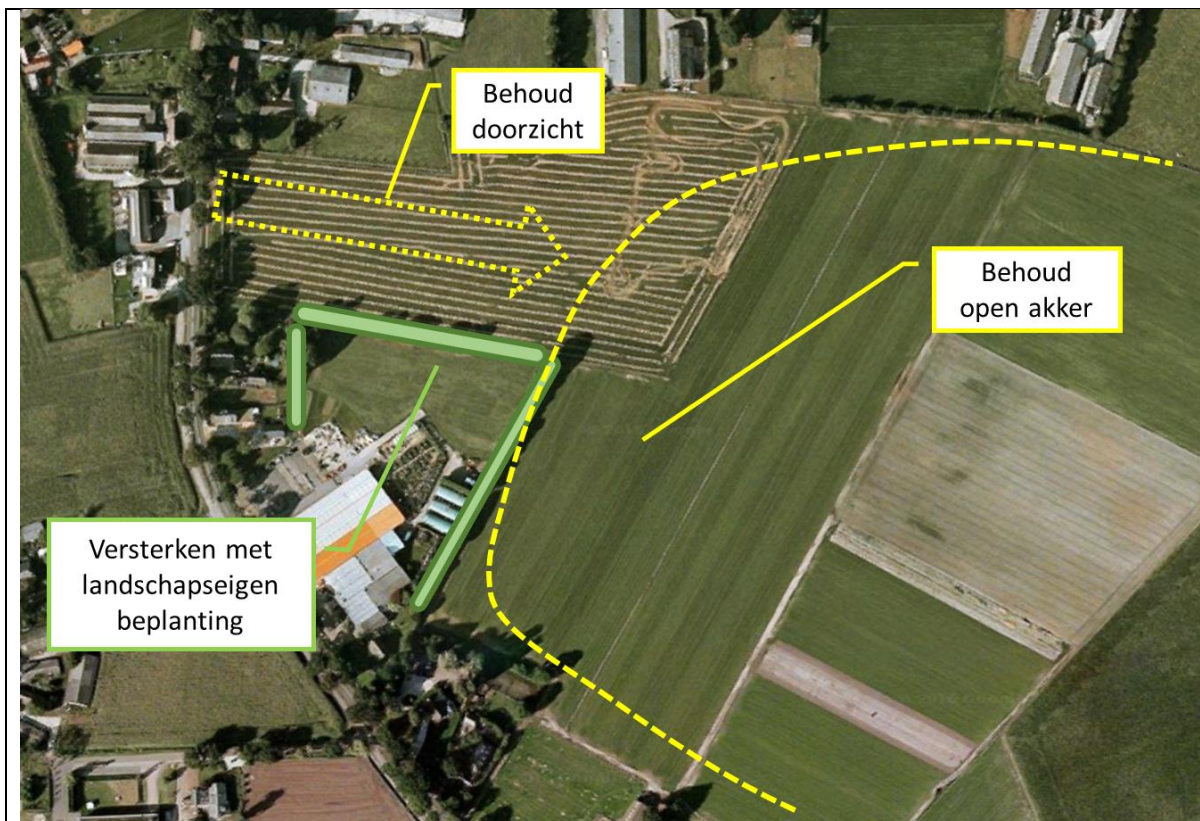 Behoud
doorzicht
Behoud
open akker
Versterken met
landschapseigen
beplanting